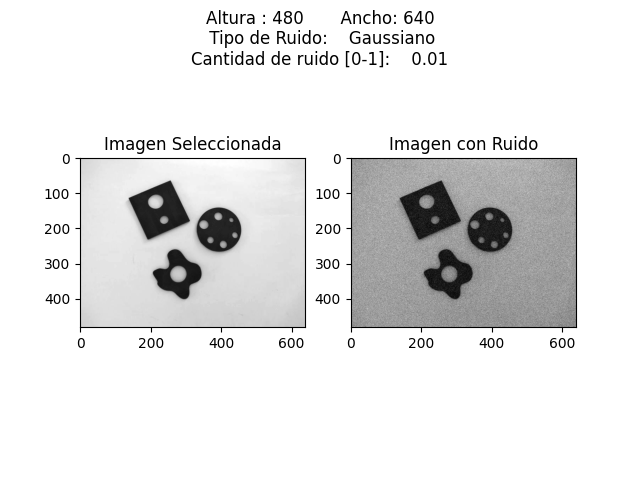 Altura : 480 Ancho: 640
Tipo de Ruido: Gaussiano
Cantidad de ruido [0-1]: 0.01
Imagen Seleccionada
Imagen con Ruido
0
100
200
300
400
0 200 400 600
0
100
200
300
400
0 200 400 600